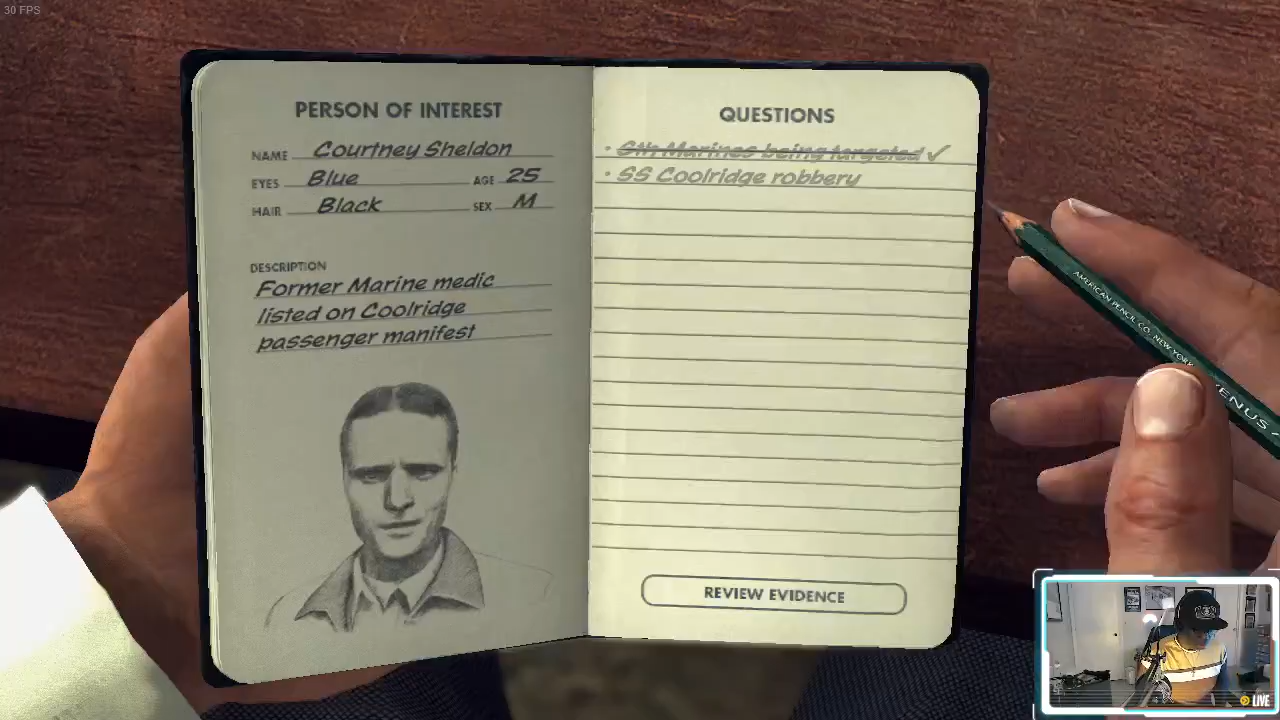 30 FPS
PERSON OF INTEREST
NAME Courtney Sheldon
EYES Blue AGE 25
HAIR Black SEX M
DESCRIPTION
Former Marine medic
listed on Coolridge
passenger manifest
QUESTIONS
· 6th Marines being targeted ✓
· SS Coolridge robbery
REVIEW EVIDENCE
AMERICAN PENCIL CO. NEW YORK
VENUS
LIVE